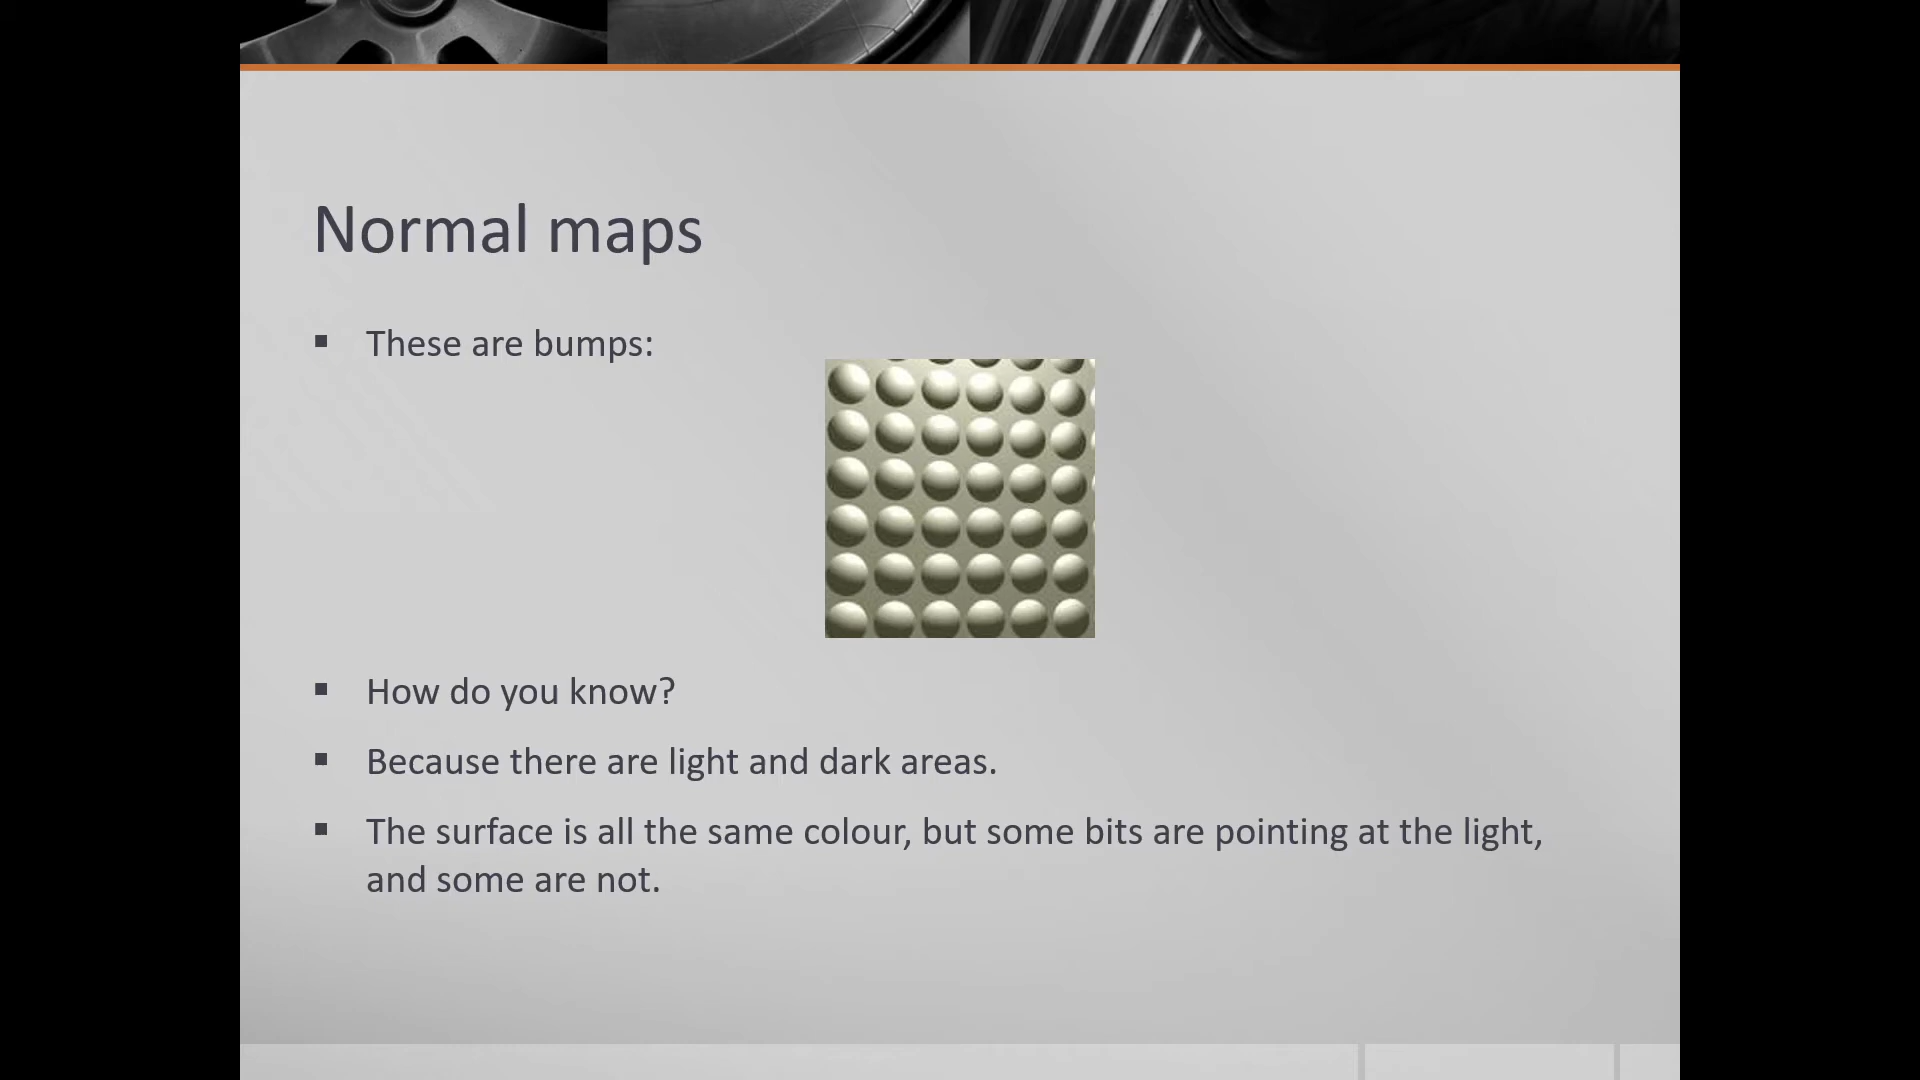 Normal maps
These are bumps:
How do you know?
Because there are light and dark areas.
The surface is all the same colour, but some bits are pointing at the light,
and some are not.